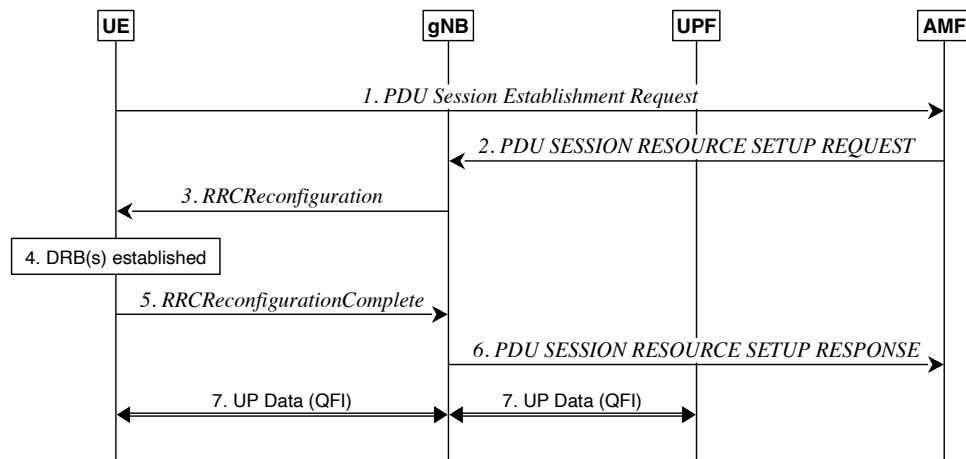 UE gNB UPF AMF
1. PDU Session Establishment Request
2. PDU SESSION RESOURCE SETUP REQUEST
3. RRCReconfiguration
4. DRB(s) established
5. RRCReconfigurationComplete
6. PDU SESSION RESOURCE SETUP RESPONSE
7. UP Data (QFI) 7. UP Data (QFI)